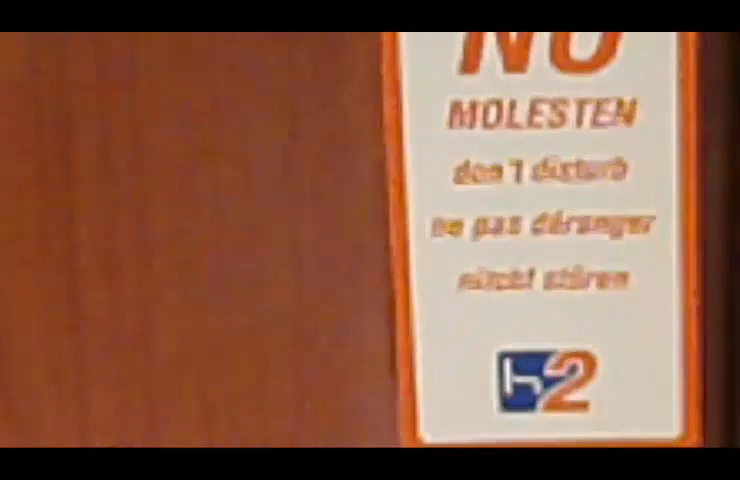 NO
MOLESTEN
don't disturb
ne pas déranger
nicht stören
h2